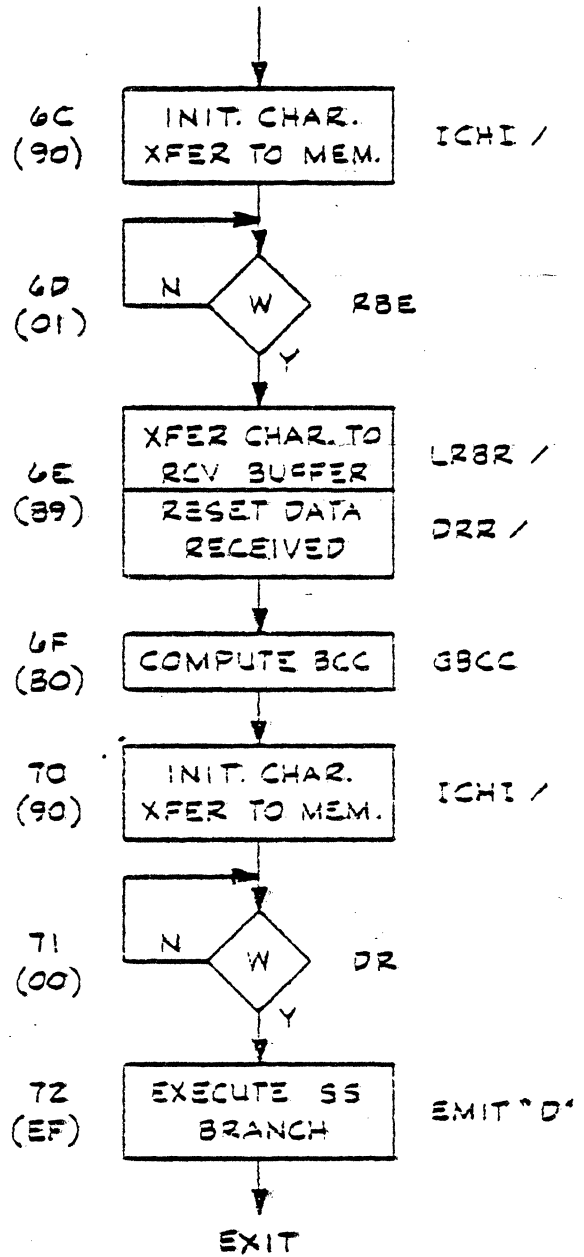 6C
(90)
INIT. CHAR.
XFER TO MEM.
ICHI /
6D
(01)
N
W
RBE
Y
6E
(89)
XFER CHAR. TO
RCV BUFFER
LRBR /
RESET DATA
RECEIVED
DRR /
6F
(80)
COMPUTE BCC
GBCC
70
(90)
INIT. CHAR.
XFER TO MEM.
ICHI /
71
(00)
N
W
DR
Y
72
(EF)
EXECUTE SS
BRANCH
EMIT "D"
EXIT